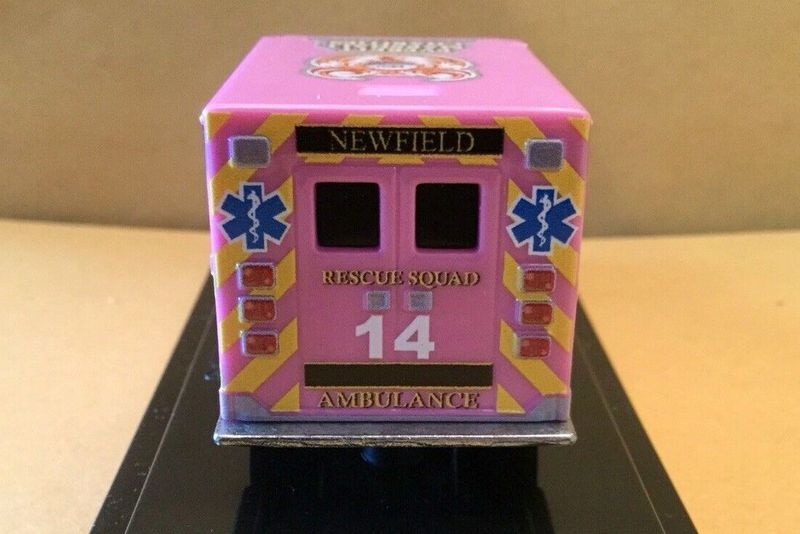 NEWFIELD
RESCUE SQUAD
14
AMBULANCE